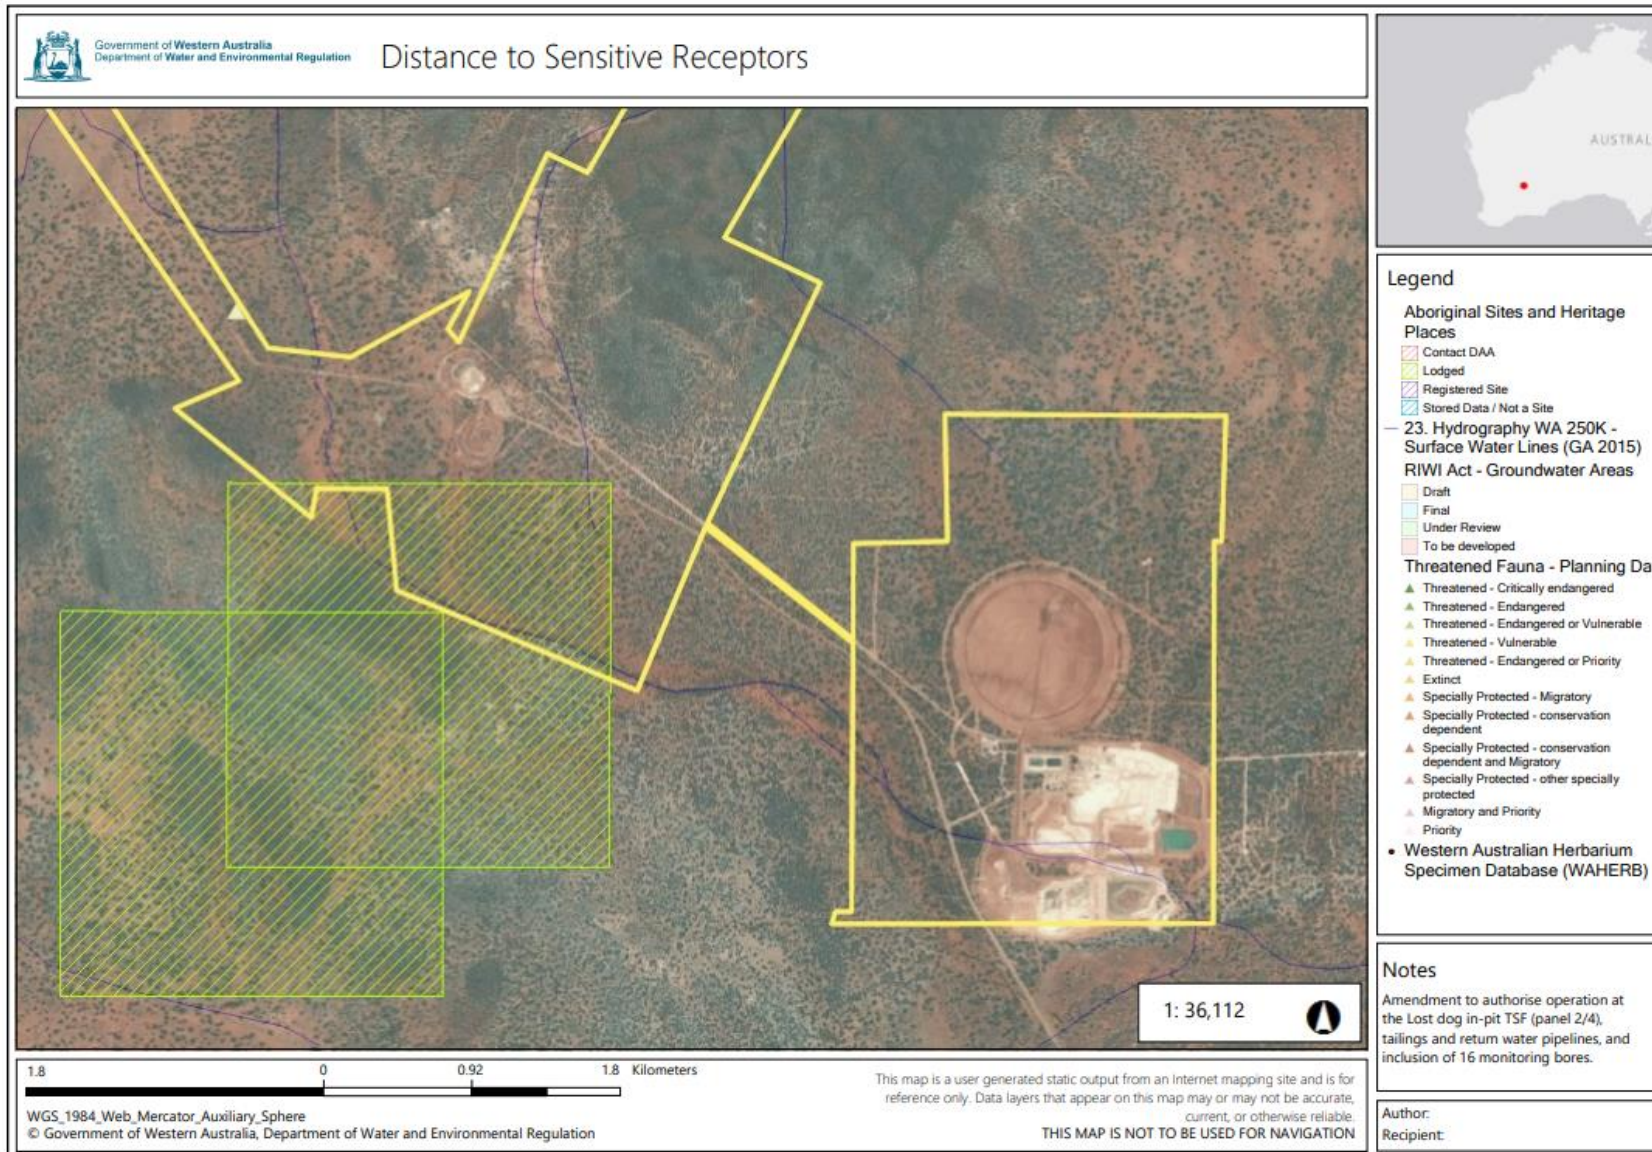 Government of Western Australia
Department of Water and Environmental Regulation
Distance to Sensitive Receptors
AUSTRAL
Legend
Aboriginal Sites and Heritage
Places
Contact DAA
Lodged
Registered Site
Stored Data / Not a Site
23. Hydrography WA 250K -
Surface Water Lines (GA 2015)
RIWI Act - Groundwater Areas
Draft
Final
Under Review
To be developed
Threatened Fauna - Planning Da
Threatened - Critically endangered
Threatened - Endangered
Threatened - Endangered or Vulnerable
Threatened - Vulnerable
Threatened - Endangered or Priority
Extinct
Specially Protected - Migratory
Specially Protected - conservation
dependent
Specially Protected - conservation
dependent and Migratory
Specially Protected - other specially
protected
Migratory and Priority
Priority
Western Australian Herbarium
Specimen Database (WAHERB)
1: 36,112
Notes
Amendment to authorise operation at
the Lost dog in-pit TSF (panel 2/4),
tailings and return water pipelines, and
inclusion of 16 monitoring bores.
1.8 0 0.92 1.8 Kilometers
WGS_1984_Web_Mercator_Auxiliary_Sphere
© Government of Western Australia, Department of Water and Environmental Regulation
This map is a user generated static output from an Internet mapping site and is for
reference only. Data layers that appear on this map may or may not be accurate,
current, or otherwise reliable.
THIS MAP IS NOT TO BE USED FOR NAVIGATION
Author:
Recipient: